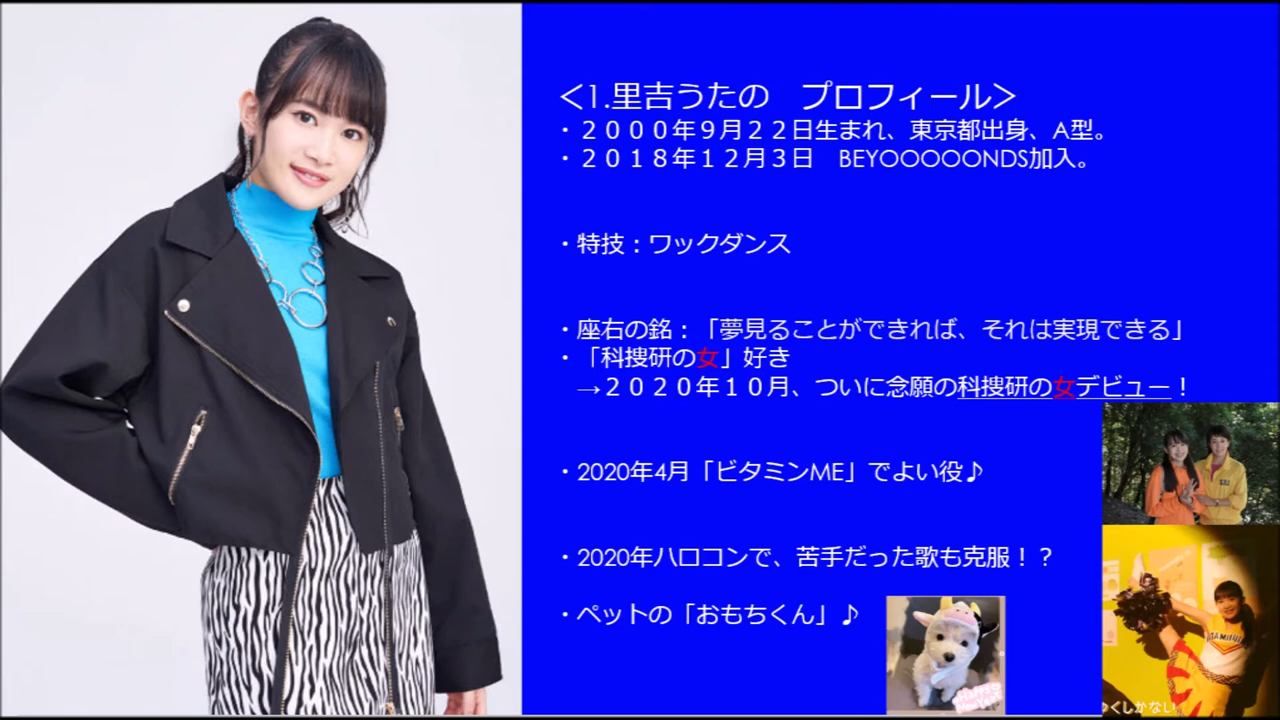 ＜1.里吉うたの　プロフィール＞
・２０００年９月２２日生まれ、東京都出身、A型。
・２０１８年１２月３日　BEYOOOOONDS加入。
・特技：ワックダンス
・座右の銘：「夢見ることができれば、それは実現できる」
・「科捜研の女」好き
→２０２０年１０月、ついに念願の科捜研の女デビュー！
・2020年4月「ビタミンME」でよい役♪
・2020年ハロコンで、苦手だった歌も克服！？
・ペットの「おもちくん」♪
くしかない